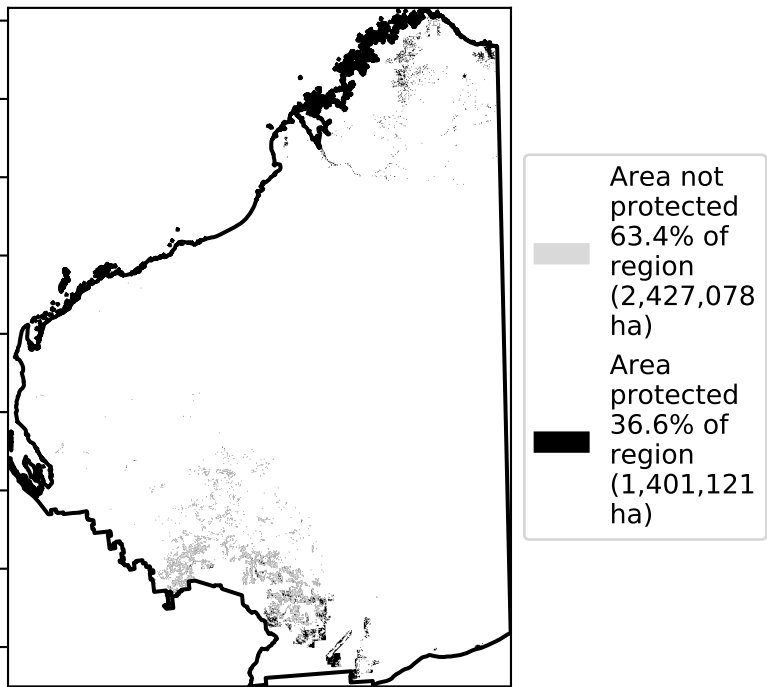 Area not
protected
63.4% of
region
(2,427,078
ha)
Area
protected
36.6% of
region
(1,401,121
ha)